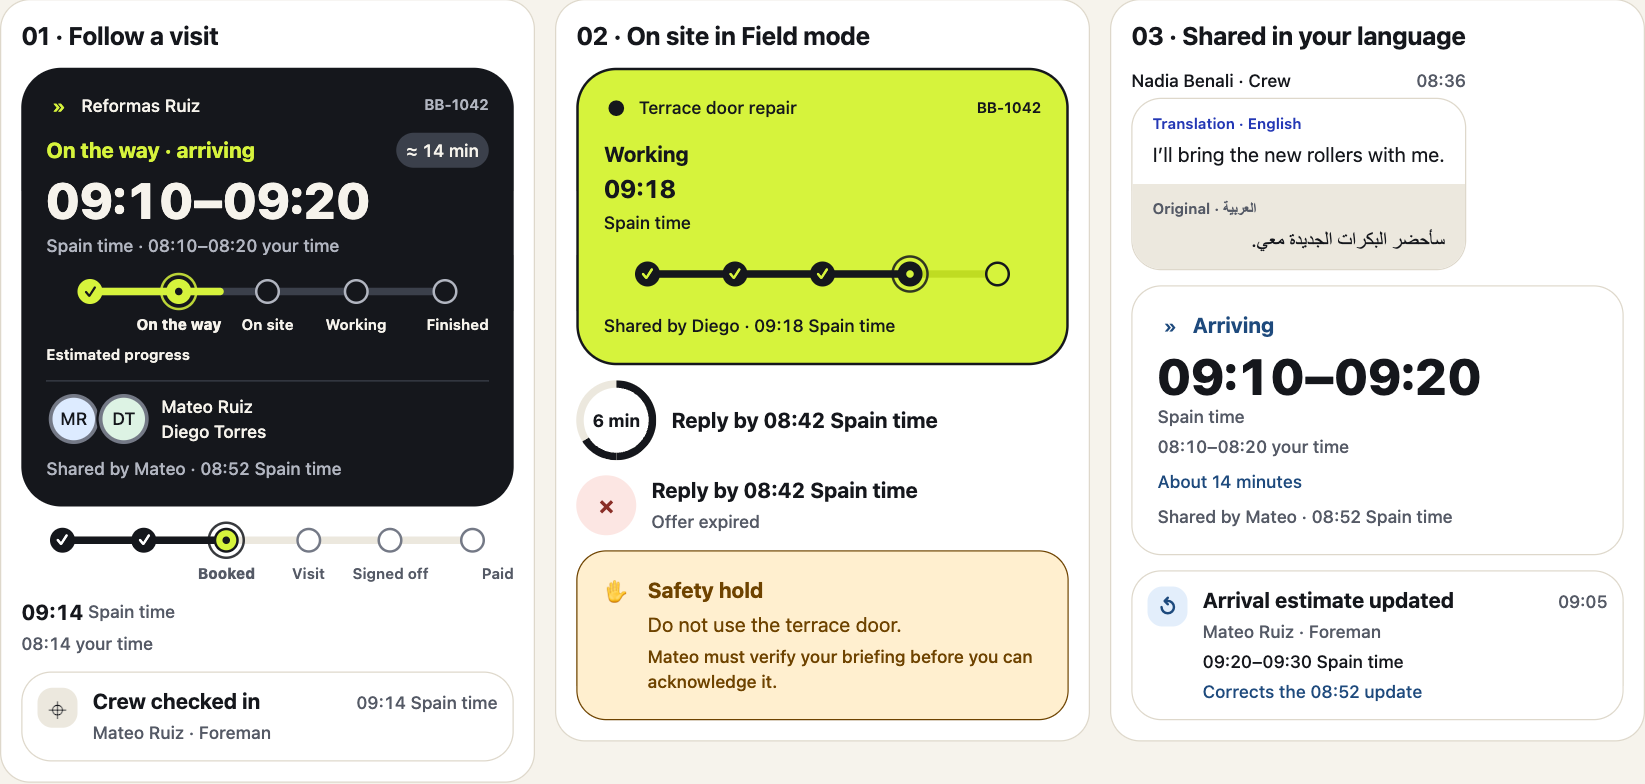 01 · Follow a visit
» Reformas Ruiz
BB-1042
On the way · arriving
≈ 14 min
09:10–09:20
Spain time · 08:10–08:20 your time
On the way
On site
Working
Finished
Estimated progress
MR
DT
Mateo Ruiz
Diego Torres
Shared by Mateo · 08:52 Spain time
Booked
Visit
Signed off
Paid
09:14 Spain time
08:14 your time
Crew checked in
09:14 Spain time
Mateo Ruiz · Foreman
02 · On site in Field mode
Terrace door repair
BB-1042
Working
09:18
Spain time
Shared by Diego · 09:18 Spain time
6 min
Reply by 08:42 Spain time
Reply by 08:42 Spain time
Offer expired
Safety hold
Do not use the terrace door.
Mateo must verify your briefing before you can
acknowledge it.
03 · Shared in your language
Nadia Benali · Crew
08:36
Translation · English
I’ll bring the new rollers with me.
Original · العربية
سأحضر البكرات الجديدة معي.
» Arriving
09:10–09:20
Spain time
08:10–08:20 your time
About 14 minutes
Shared by Mateo · 08:52 Spain time
Arrival estimate updated
09:05
Mateo Ruiz · Foreman
09:20–09:30 Spain time
Corrects the 08:52 update